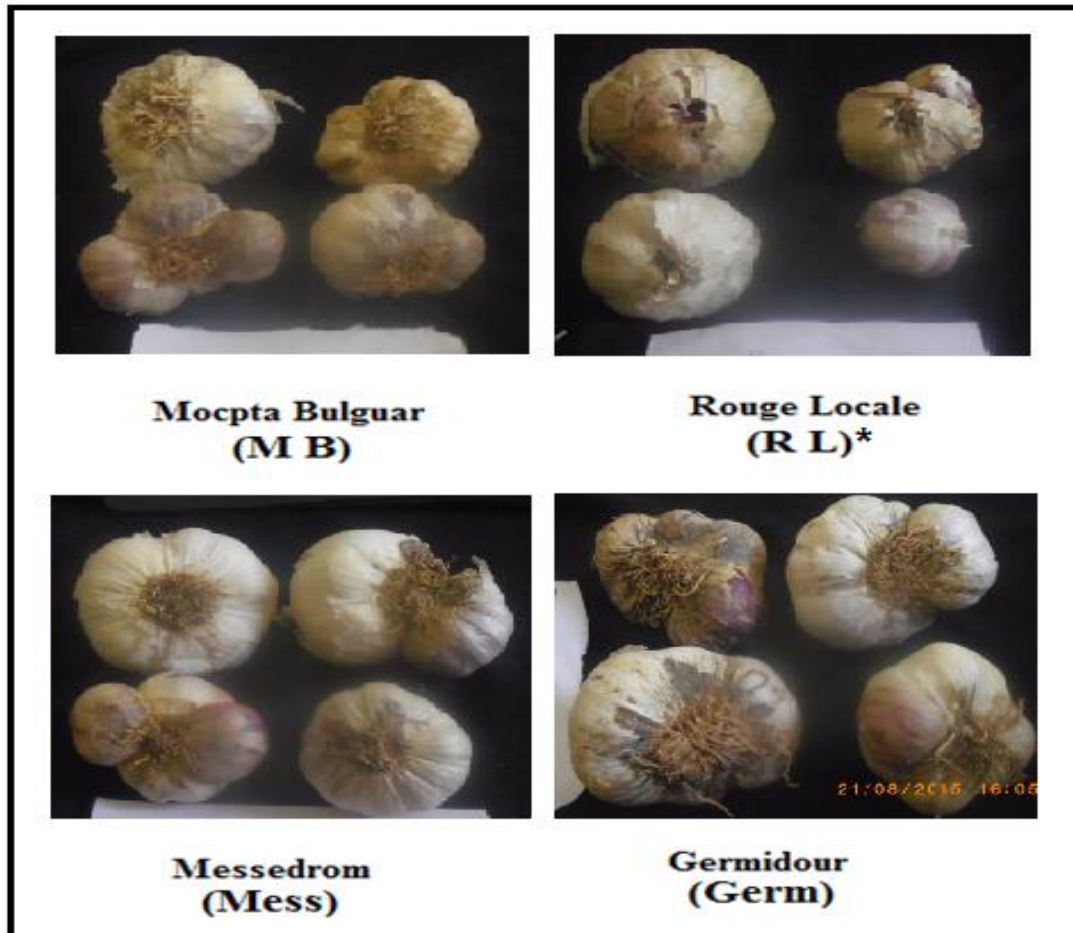 Mocpta Bulguar
(M B)
Rouge Locale
(R L)*
21/08/2015 16:05
Messedrom
(Mess)
Germidour
(Germ)